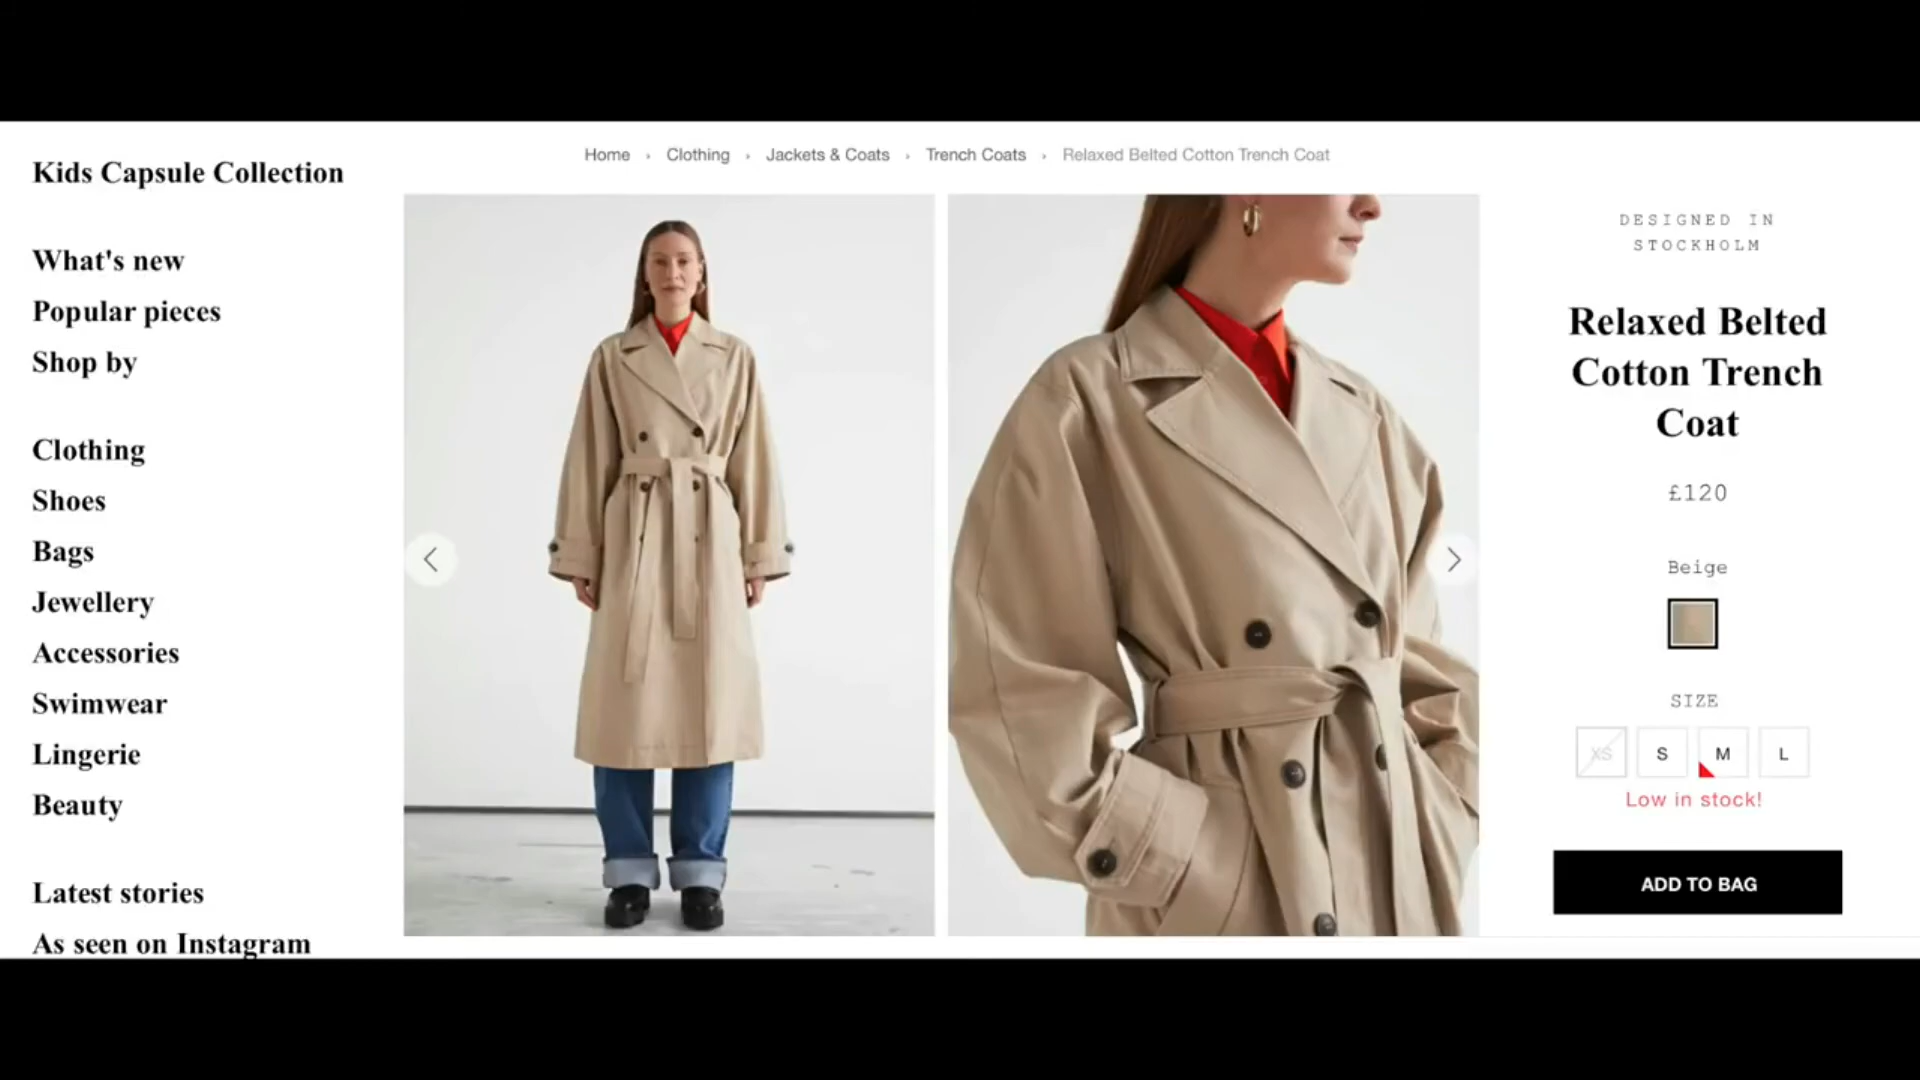 Kids Capsule Collection
What's new
Popular pieces
Shop by
Clothing
Shoes
Bags
Jewellery
Accessories
Swimwear
Lingerie
Beauty
Latest stories
As seen on Instagram
Home › Clothing › Jackets & Coats › Trench Coats › Relaxed Belted Cotton Trench Coat
DESIGNED IN
STOCKHOLM
Relaxed Belted
Cotton Trench
Coat
£120
Beige
SIZE
XS S M L
Low in stock!
ADD TO BAG